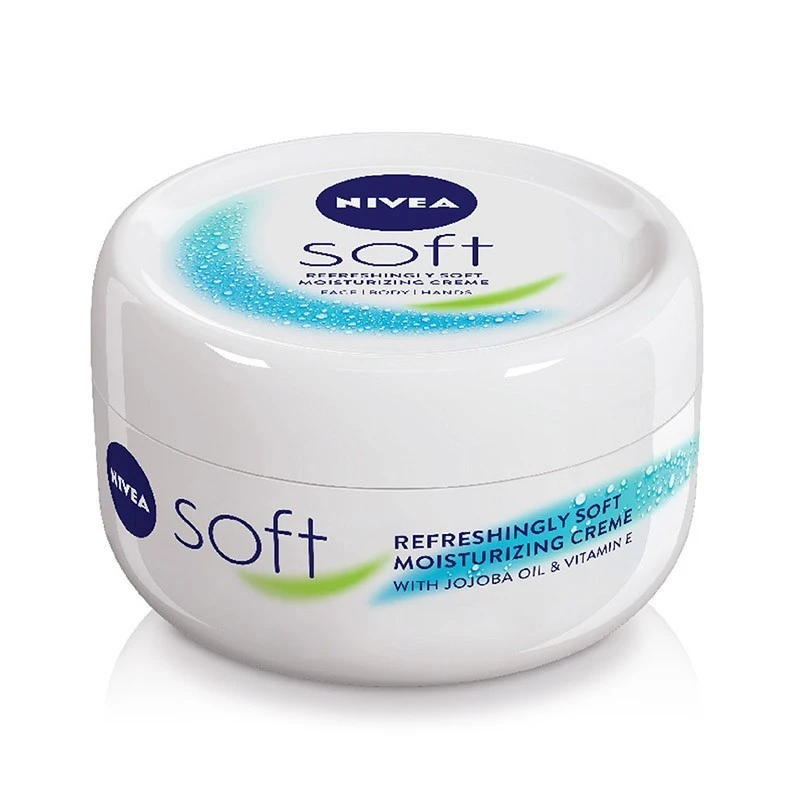 NIVEA
soft
REFRESHINGLY SOFT
MOISTURIZING CREME
FACE | BODY | HANDS
NIVEA
soft
REFRESHINGLY SOFT
MOISTURIZING CREME
WITH JOJOBA OIL & VITAMIN E